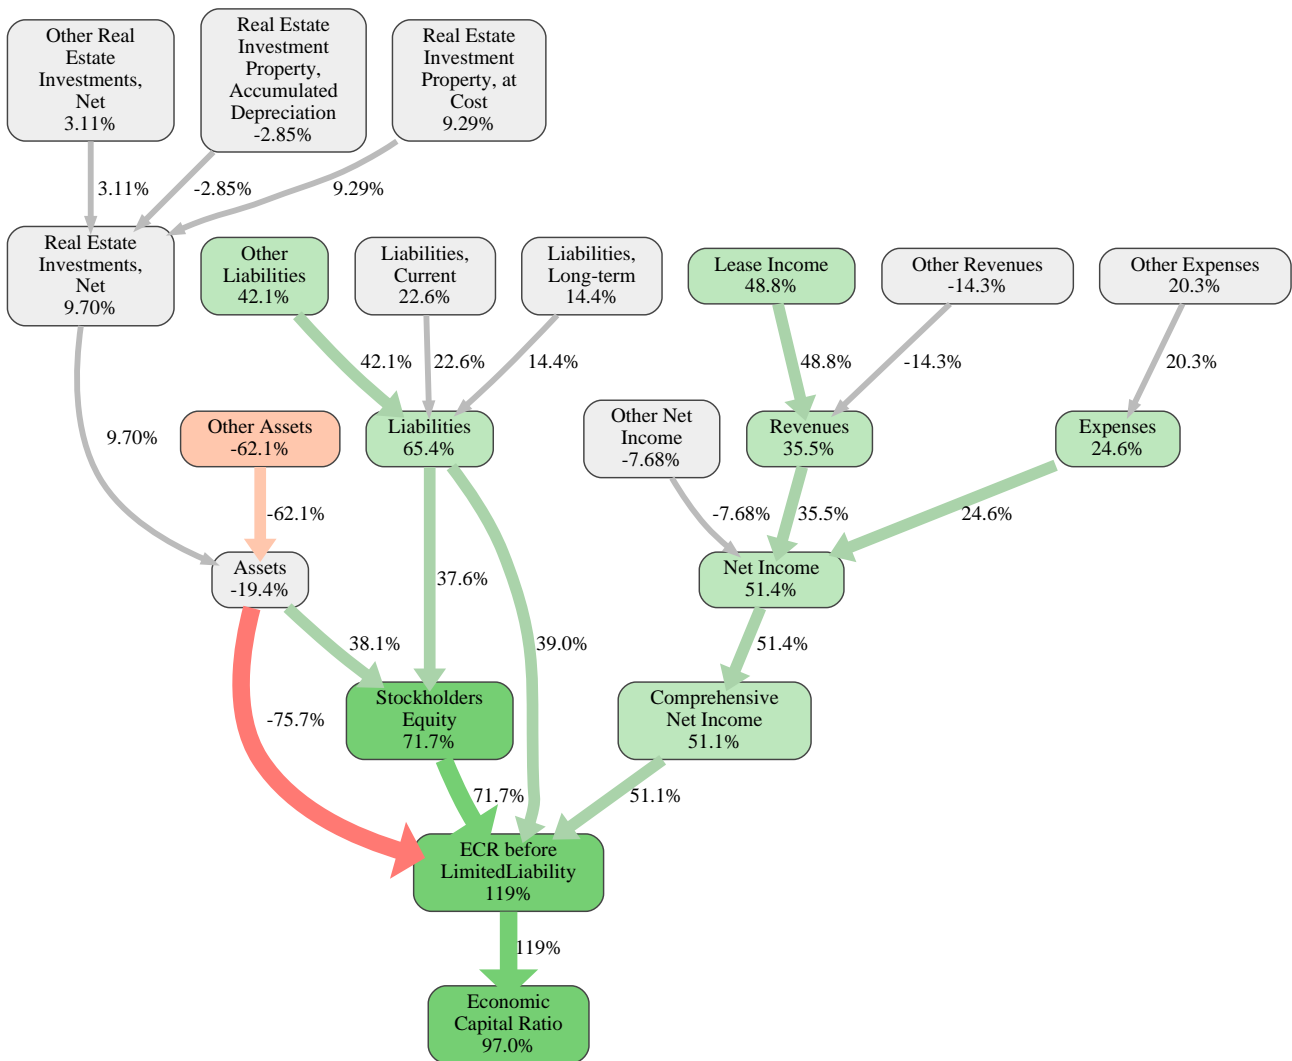 Other Real
Estate
Investments,
Net
3.11%
Real Estate
Investment
Property,
Accumulated
Depreciation
-2.85%
Real Estate
Investment
Property, at
Cost
9.29%
3.11%
-2.85%
9.29%
Real Estate
Investments,
Net
9.70%
Other
Liabilities
42.1%
Liabilities,
Current
22.6%
Liabilities,
Long-term
14.4%
Lease Income
48.8%
Other Revenues
-14.3%
Other Expenses
20.3%
42.1%
22.6%
14.4%
48.8%
-14.3%
20.3%
9.70%
Other Assets
-62.1%
Liabilities
65.4%
Other Net
Income
-7.68%
Revenues
35.5%
Expenses
24.6%
-62.1%
-7.68%
35.5%
24.6%
Assets
-19.4%
37.6%
Net Income
51.4%
38.1%
39.0%
51.4%
-75.7%
Stockholders
Equity
71.7%
Comprehensive
Net Income
51.1%
71.7%
51.1%
ECR before
LimitedLiability
119%
119%
Economic
Capital Ratio
97.0%